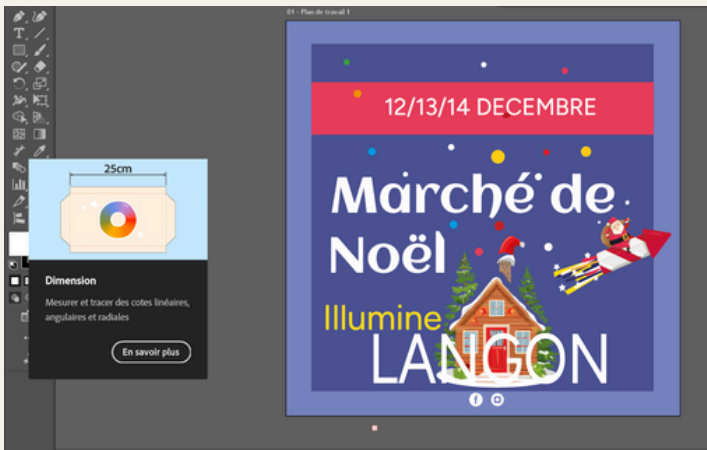 01 - Plan de travail 1
12/13/14 DECEMBRE
25cm
Marché de
Noël
Dimension
Mesurer et tracer des cotes linéaires,
angulaires et radiales
En savoir plus
Illumine
LANGON